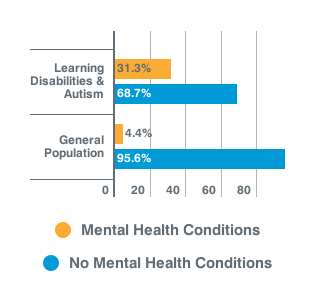 Learning
Disabilities &
Autism
31.3%
68.7%
General
Population
4.4%
95.6%
0 20 40 60 80
Mental Health Conditions
No Mental Health Conditions